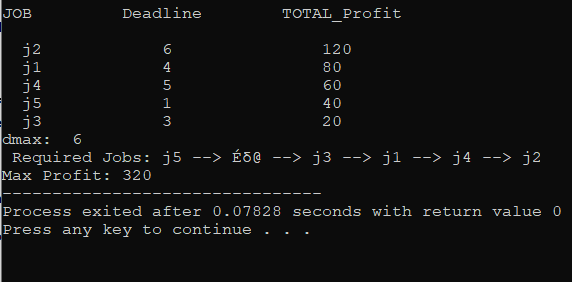 JOB Deadline TOTAL_Profit
j2 6 120
j1 4 80
j4 5 60
j5 1 40
j3 3 20
dmax: 6
Required Jobs: j5 --> Éδ@ --> j3 --> j1 --> j4 --> j2
Max Profit: 320
--------------------------------
Process exited after 0.07828 seconds with return value 0
Press any key to continue . . .